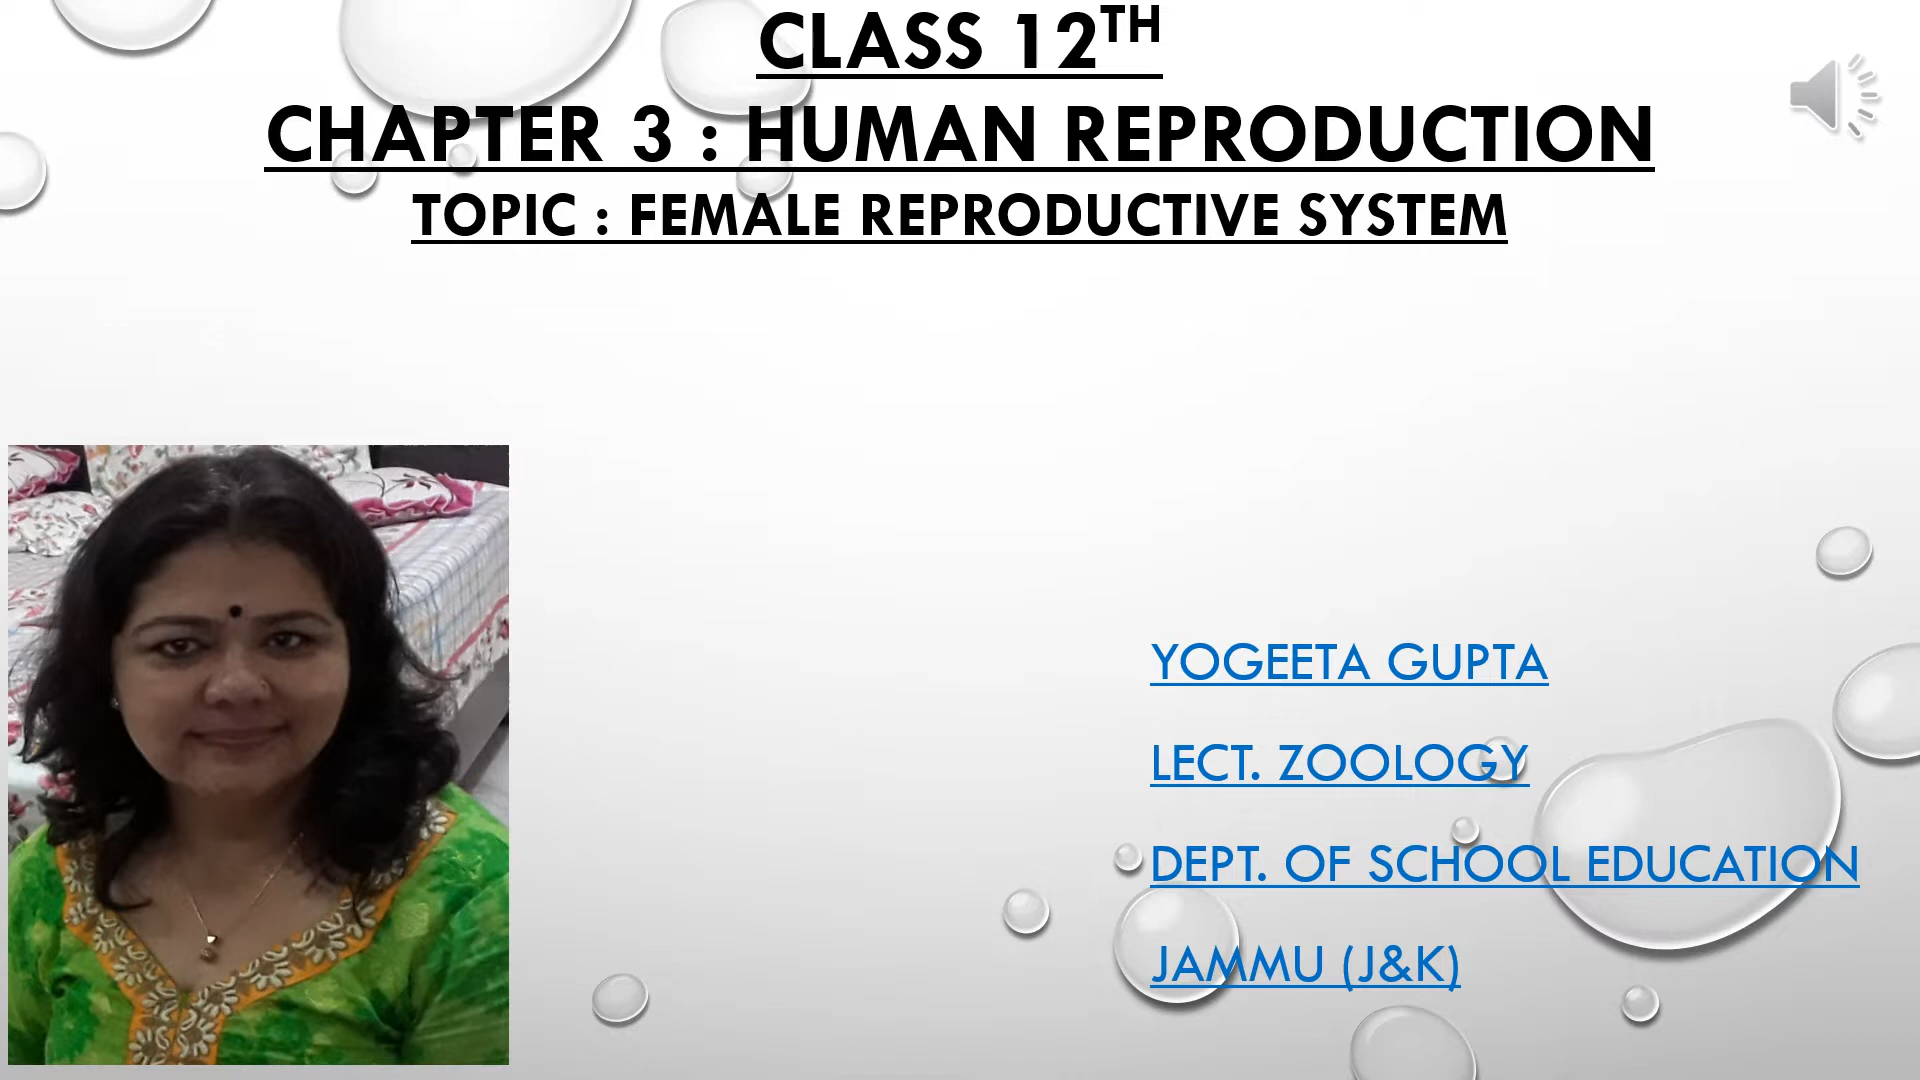 CLASS 12TH
CHAPTER 3 : HUMAN REPRODUCTION
TOPIC : FEMALE REPRODUCTIVE SYSTEM
YOGEETA GUPTA
LECT. ZOOLOGY
DEPT. OF SCHOOL EDUCATION
JAMMU (J&K)